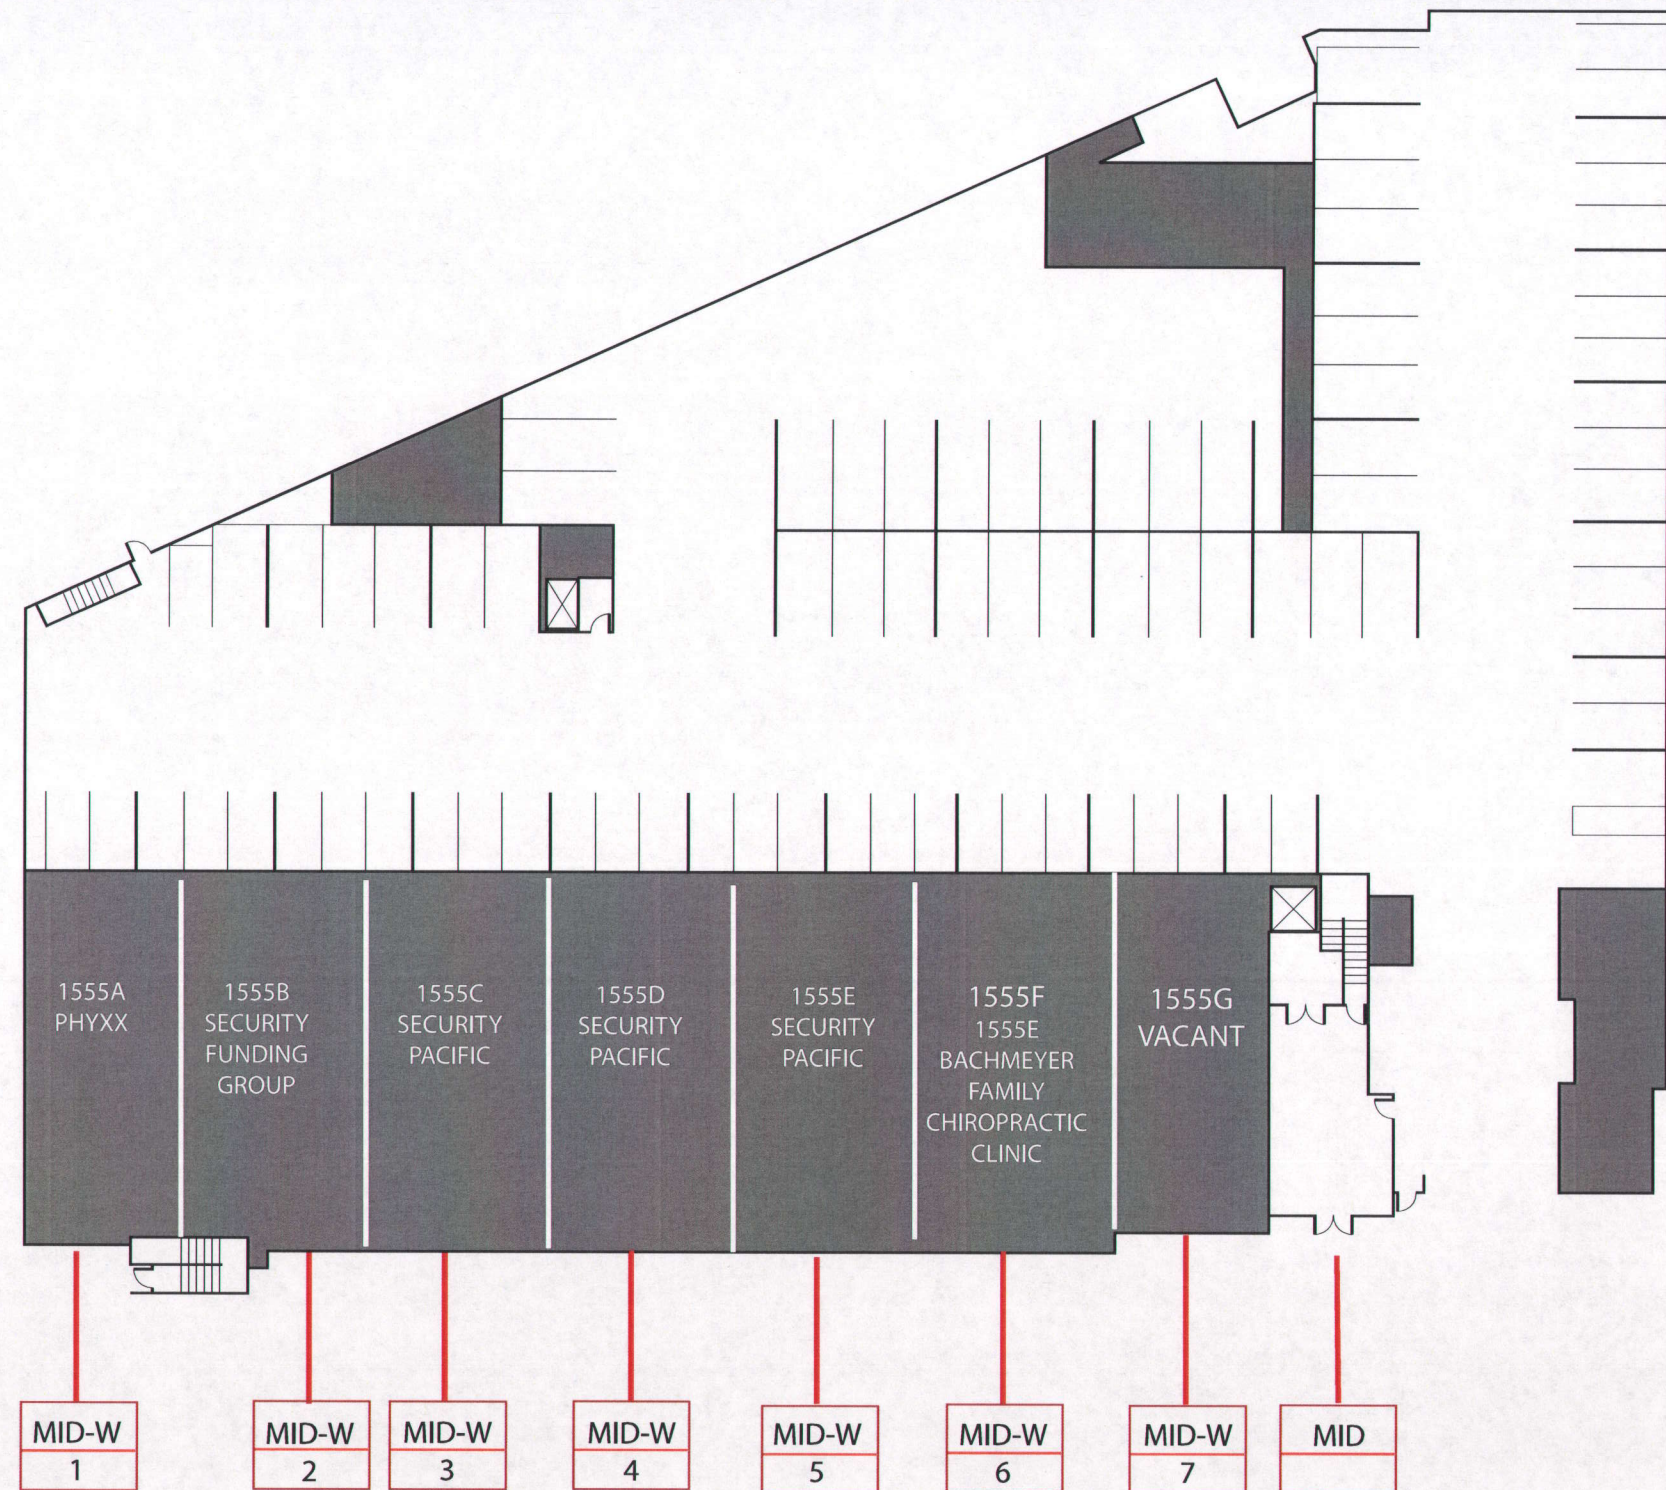 1555A
PHYXX
1555B
SECURITY
FUNDING
GROUP
1555C
SECURITY
PACIFIC
1555D
SECURITY
PACIFIC
1555E
SECURITY
PACIFIC
1555F
1555E
BACHMEYER
FAMILY
CHIROPRACTIC
CLINIC
1555G
VACANT
MID-W
1
MID-W
2
MID-W
3
MID-W
4
MID-W
5
MID-W
6
MID-W
7
MID